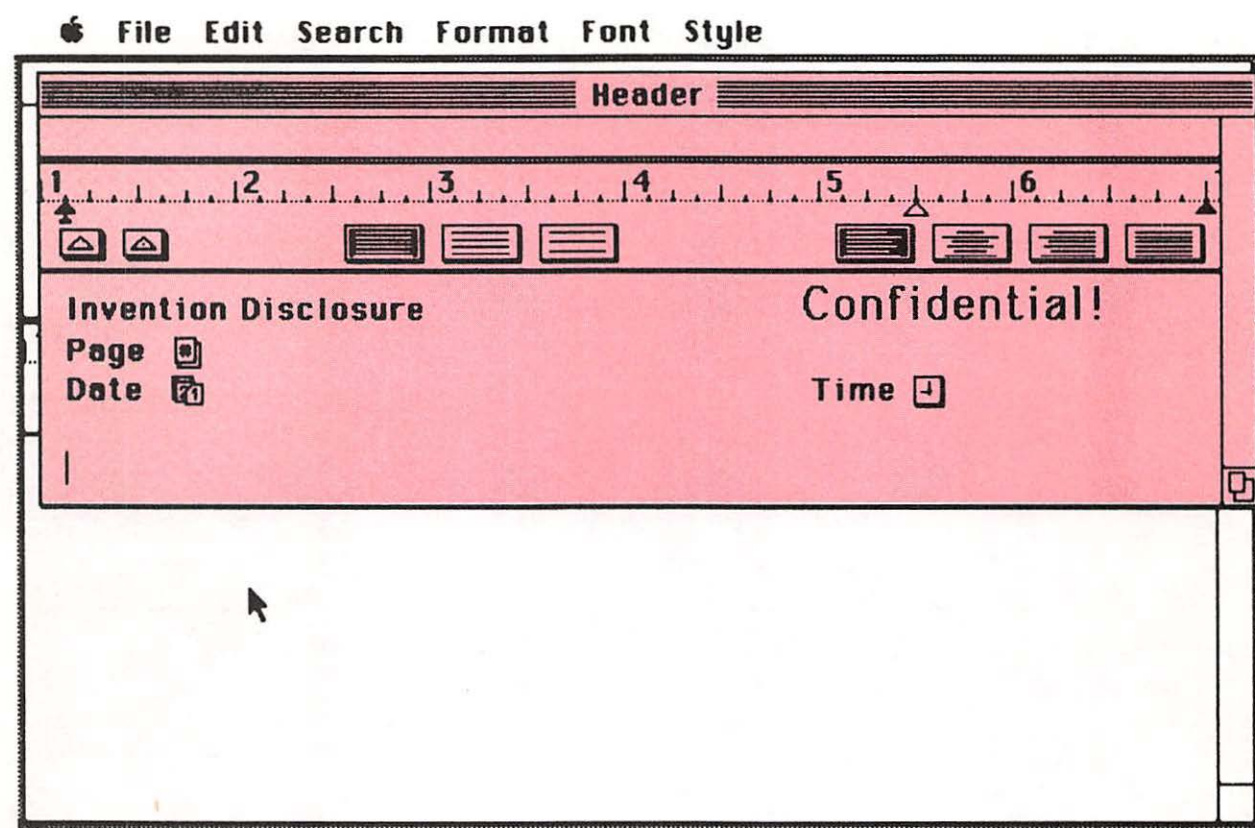 File Edit Search Format Font Style
Header
1 2 3 4 5 6
Invention Disclosure Confidential!
Page #
Date Time